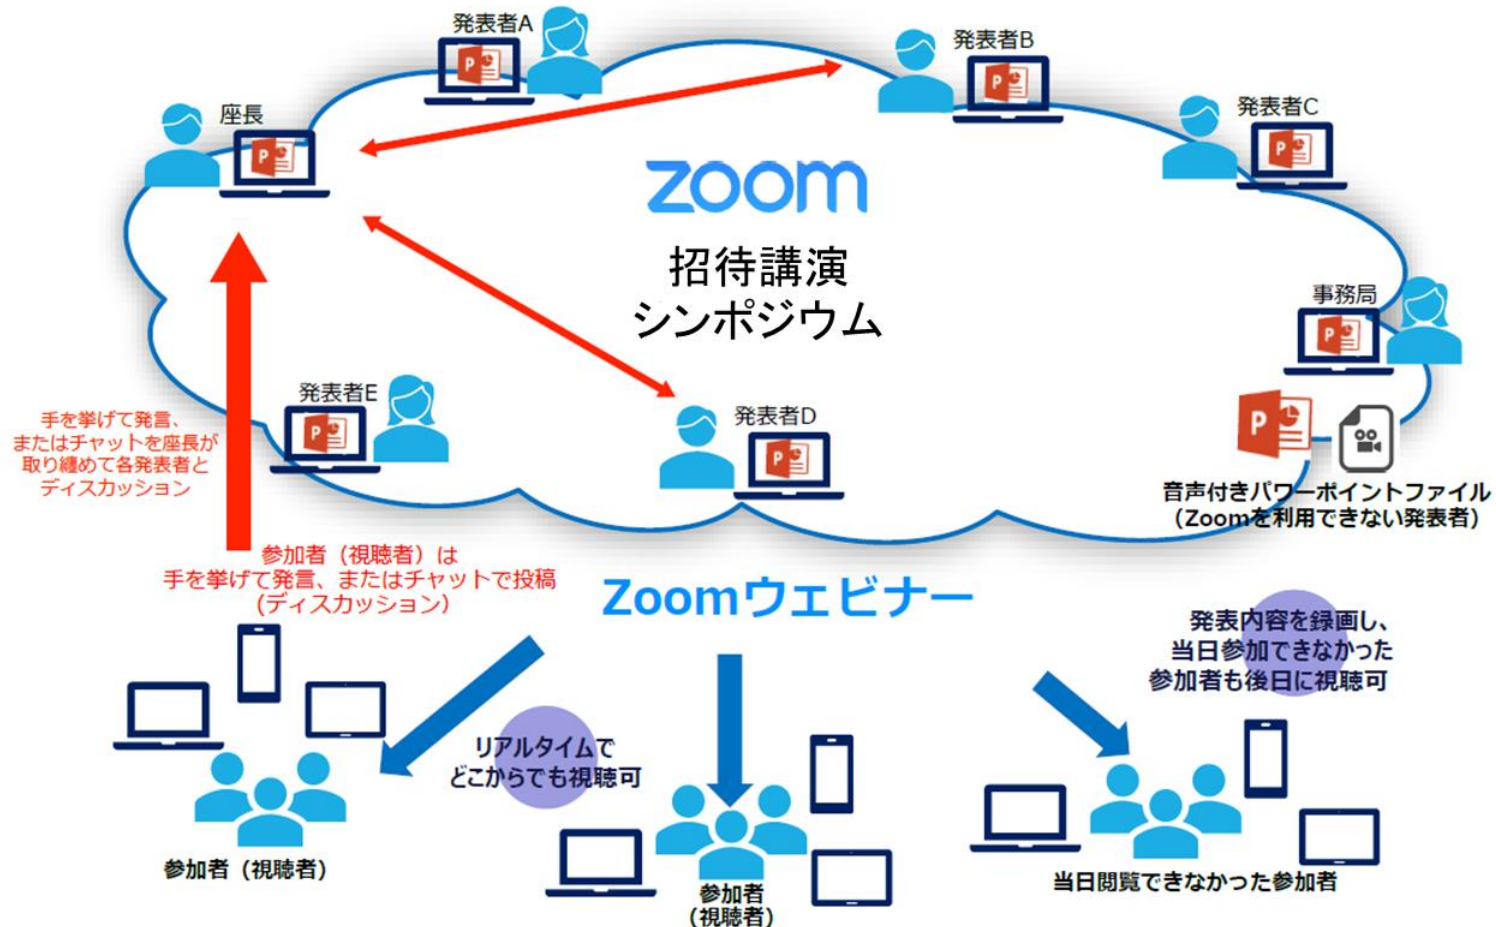 発表者A
発表者B
発表者C
座長
zoom
招待講演
シンポジウム
事務局
発表者E
発表者D
手を挙げて発言、
またはチャットを座長が
取り纏めて各発表者と
ディスカッション
音声付きパワーポイントファイル
(Zoomを利用できない発表者)
参加者（視聴者）は
手を挙げて発言、またはチャットで投稿
(ディスカッション)
Zoomウェビナー
発表内容を録画し、
当日参加できなかった
参加者も後日に視聴可
リアルタイムで
どこからでも視聴可
参加者（視聴者）
参加者
(視聴者)
当日閲覧できなかった参加者
P
P
P
P
P
P
P
P